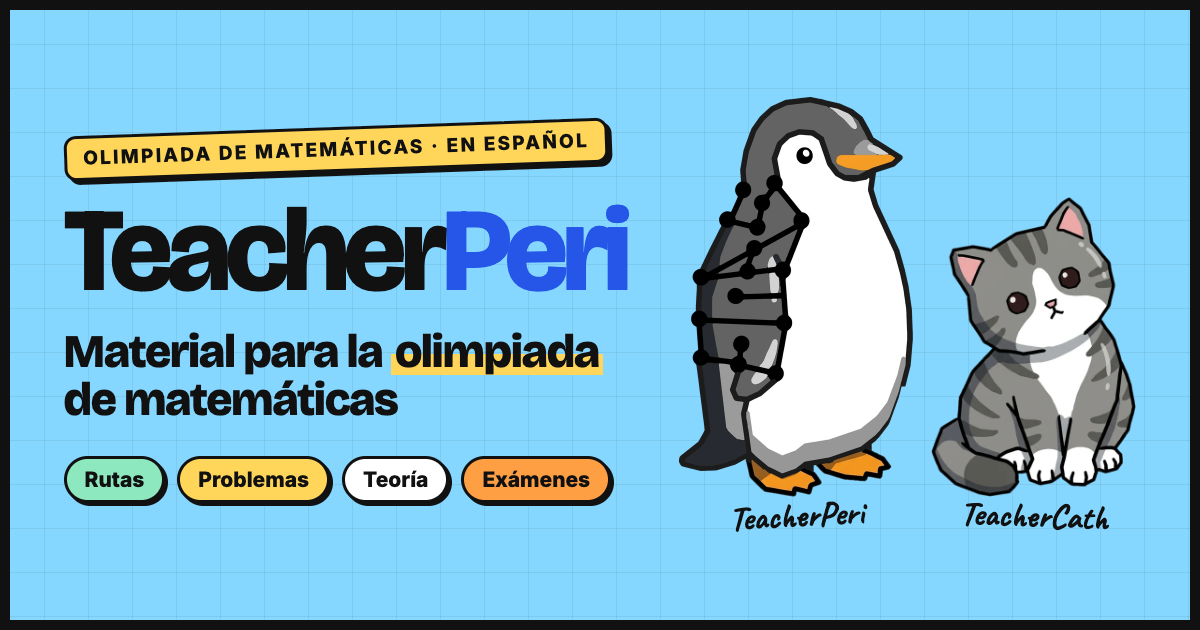 OLIMPIADA DE MATEMÁTICAS · EN ESPAÑOL
TeacherPeri
Material para la olimpiada
de matemáticas
Rutas Problemas Teoría Exámenes
TeacherPeri TeacherCath